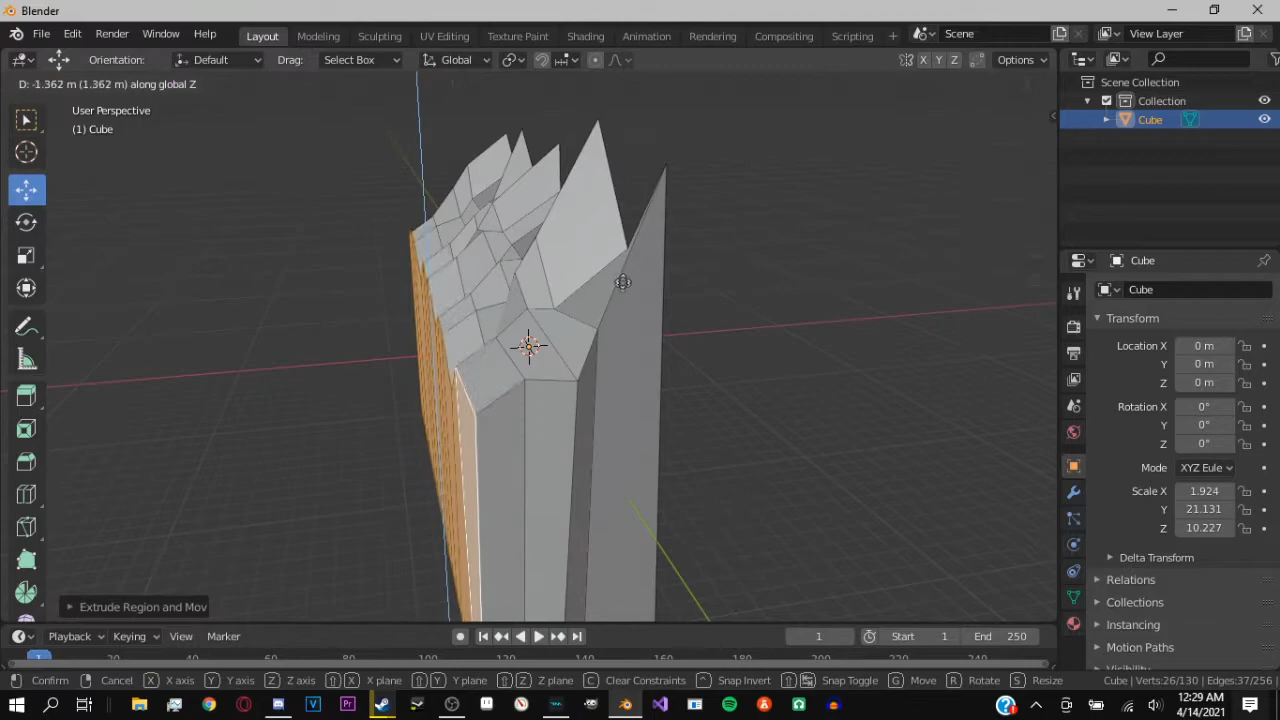 Blender
File Edit Render Window Help Layout Modeling Sculpting UV Editing Texture Paint Shading Animation Rendering Compositing Scripting + Scene View Layer
Orientation: Default Drag: Select Box Global X Y Z Options
D: -1.362 m (1.362 m) along global Z
Scene Collection
User Perspective
(1) Cube
Collection
Cube
Cube
Cube
Transform
Location X 0 m
Y 0 m
Z 0 m
Rotation X 0°
Y 0°
Z 0°
Mode XYZ Eule
Scale X 1.924
Y 21.131
Z 10.227
Delta Transform
Relations
Collections
Instancing
Motion Paths
Visibility
Extrude Region and Mov
Playback Keying View Marker 1 Start 1 End 250
1 20 100 120 140 160 180 200 220 240
Confirm Cancel X X axis Y Y axis Z Z axis X X plane Y Y plane Z Z plane C Clear Constraints Snap Invert Snap Toggle G Move R Rotate S Resize Cube | Verts:26/130 | Edges:37/256
12:29 AM
4/14/2021